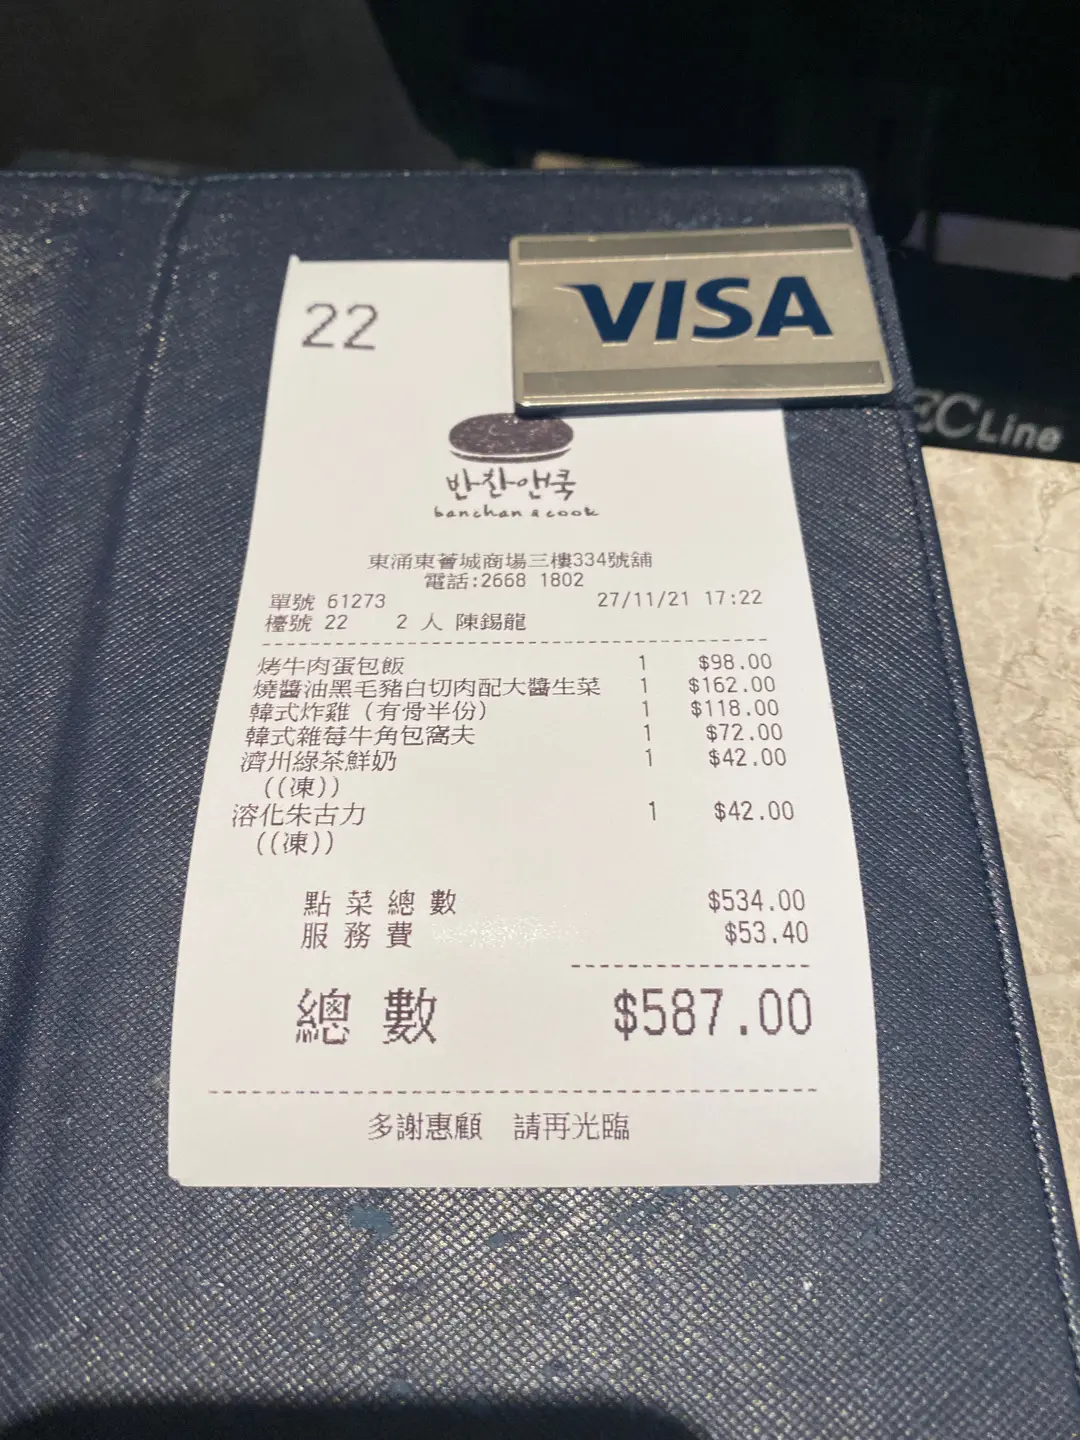 22
VISA
반찬앤쿡
banchan & cook
ECLine
東涌東薈城商場三樓334號舖
電話:2668 1802
單號 61273 27/11/21 17:22
檯號 22 2 人 陳錫龍
烤牛肉蛋包飯 1 $98.00
燒醬油黑毛豬白切肉配大醬生菜 1 $162.00
韓式炸雞 (有骨半份) 1 $118.00
韓式雜莓牛角包窩夫 1 $72.00
濟州綠茶鮮奶 1 $42.00
((凍))
溶化朱古力 1 $42.00
((凍))
點菜總數 $534.00
服務費 $53.40
總數 $587.00
多謝惠顧 請再光臨